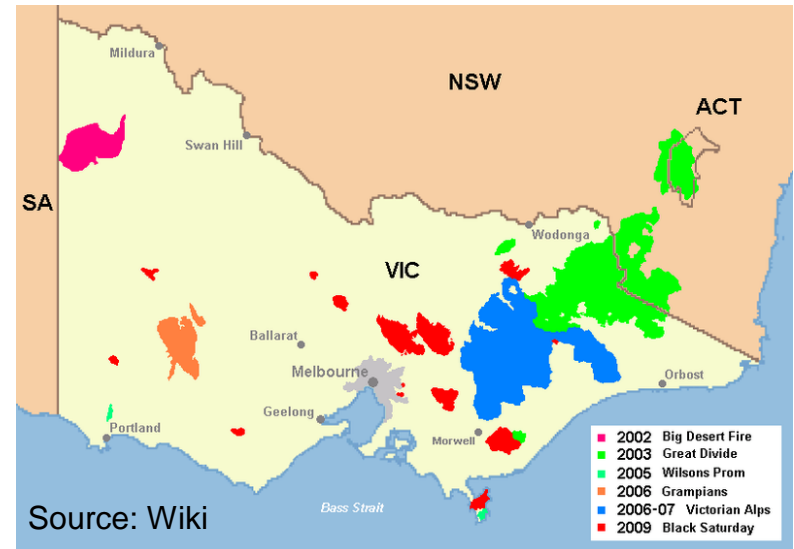 Mildura
NSW
ACT
Swan Hill
SA
Wodonga
VIC
Ballarat
Melbourne
Orbost
Geelong
Portland
Morwell
2002 Big Desert Fire
2003 Great Divide
2005 Wilsons Prom
2006 Grampians
2006-07 Victorian Alps
2009 Black Saturday
Bass Strait
Source: Wiki